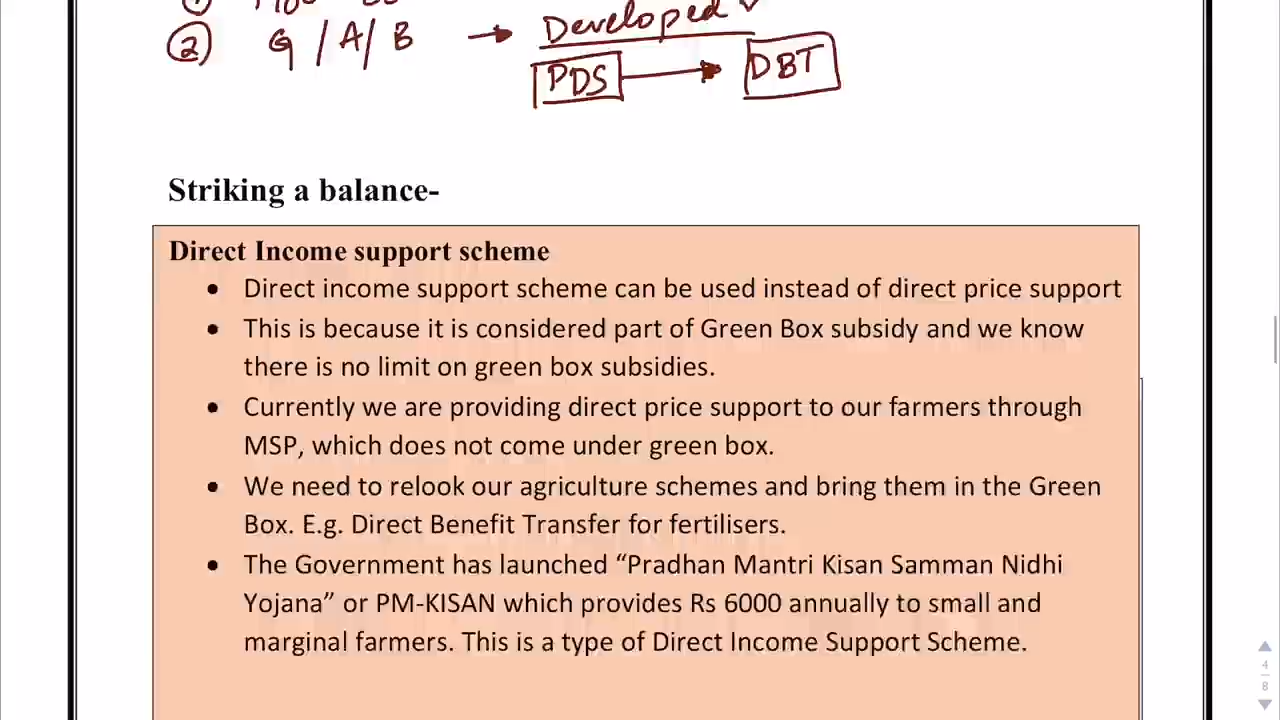 ①
② G / A / B → Developed
PDS → DBT
Striking a balance-
Direct Income support scheme
• Direct income support scheme can be used instead of direct price support
• This is because it is considered part of Green Box subsidy and we know
there is no limit on green box subsidies.
• Currently we are providing direct price support to our farmers through
MSP, which does not come under green box.
• We need to relook our agriculture schemes and bring them in the Green
Box. E.g. Direct Benefit Transfer for fertilisers.
• The Government has launched “Pradhan Mantri Kisan Samman Nidhi
Yojana” or PM-KISAN which provides Rs 6000 annually to small and
marginal farmers. This is a type of Direct Income Support Scheme.
4
8